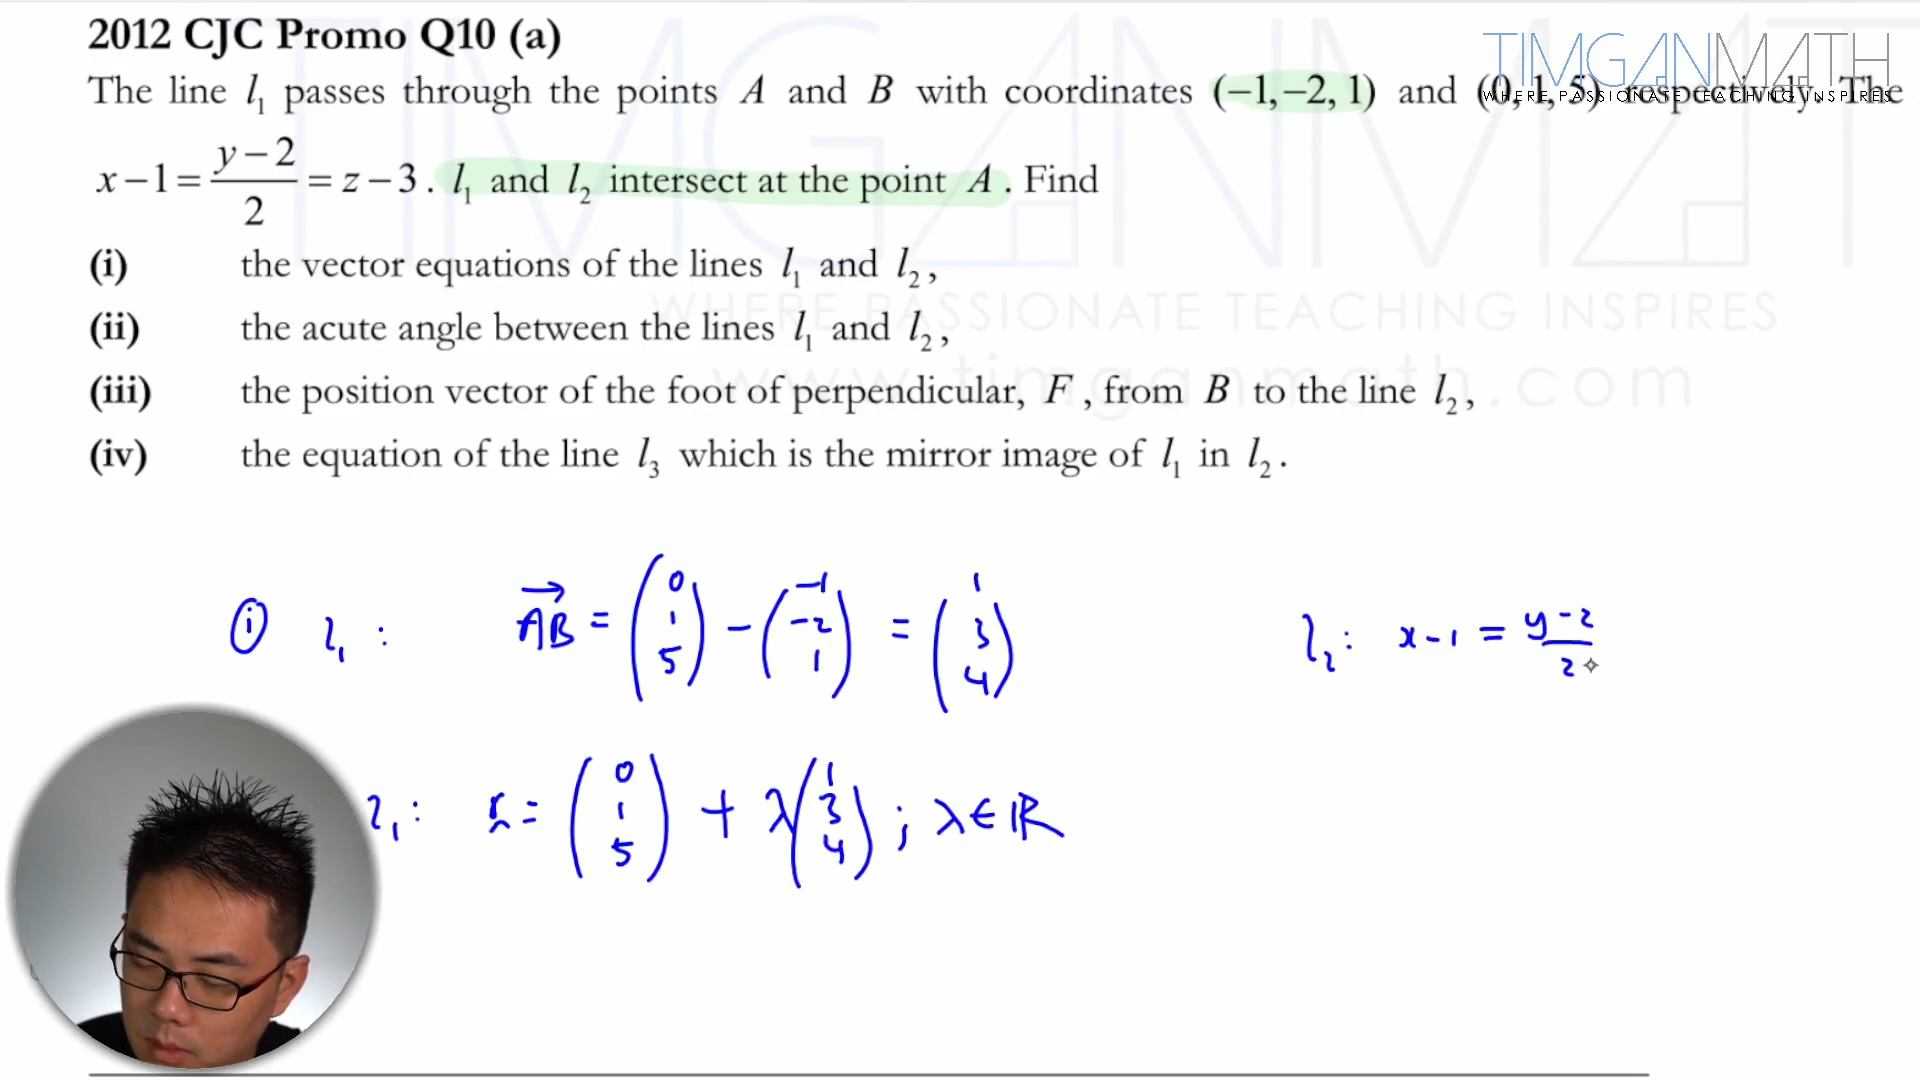 2012 CJC Promo Q10 (a)
TIMGANMATH
WHERE PASSIONATE TEACHING INSPIRES
The line l₁ passes through the points A and B with coordinates (−1,−2, 1) and (0, 1, 5) respectively. The
x−1 = (y−2)/2 = z−3. l₁ and l₂ intersect at the point A. Find
(i) the vector equations of the lines l₁ and l₂,
(ii) the acute angle between the lines l₁ and l₂,
(iii) the position vector of the foot of perpendicular, F, from B to the line l₂,
(iv) the equation of the line l₃ which is the mirror image of l₁ in l₂.
TIMGANMATH
WHERE PASSIONATE TEACHING INSPIRES
www.timganmath.com
(i) l₁ : AB⃗ = (0 1 5) − (−1 −2 1) = (1 3 4)
l₂ : x−1 = (y−2)/2
l₁ : r = (0 1 5) + λ(1 3 4) ; λ∈ℝ